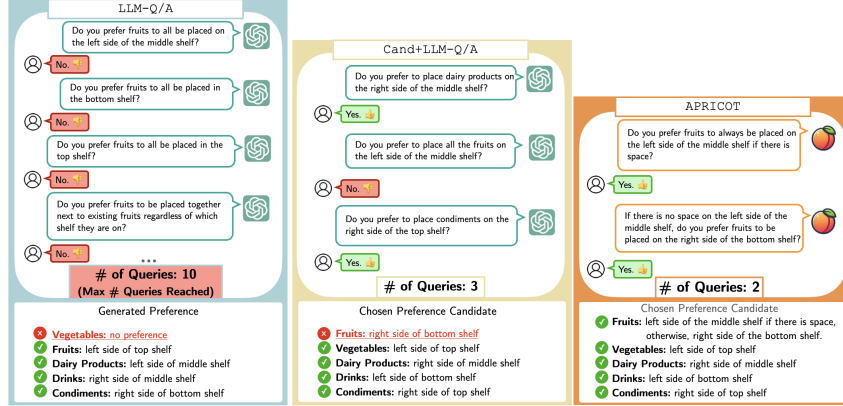 LLM-Q/A
Do you prefer fruits to all be placed on
the left side of the middle shelf?
No.
Do you prefer fruits to all be placed in
the bottom shelf?
No.
Do you prefer fruits to all be placed in the
top shelf?
No.
Do you prefer fruits to be placed together
next to existing fruits regardless of which
shelf they are on?
No.
...
# of Queries: 10
(Max # Queries Reached)
Generated Preference
Vegetables: no preference
Fruits: left side of top shelf
Dairy Products: left side of middle shelf
Drinks: right side of middle shelf
Condiments: right side of bottom shelf
Cand+LLM-Q/A
Do you prefer to place dairy products on
the right side of the middle shelf?
Yes.
Do you prefer to place all the fruits on
the left side of the middle shelf?
No.
Do you prefer to place condiments on the
right side of the top shelf?
Yes.
# of Queries: 3
Chosen Preference Candidate
Fruits: right side of bottom shelf
Vegetables: left side of top shelf
Dairy Products: right side of middle shelf
Drinks: left side of bottom shelf
Condiments: right side of top shelf
APRICOT
Do you prefer fruits to always be placed on
the left side of the middle shelf if there is
space?
Yes.
If there is no space on the left side of the
middle shelf, do you prefer fruits to be
placed on the right side of the bottom shelf?
Yes.
# of Queries: 2
Chosen Preference Candidate
Fruits: left side of the middle shelf if there is space,
otherwise, right side of the bottom shelf.
Vegetables: left side of top shelf
Dairy Products: right side of middle shelf
Drinks: left side of bottom shelf
Condiments: right side of top shelf